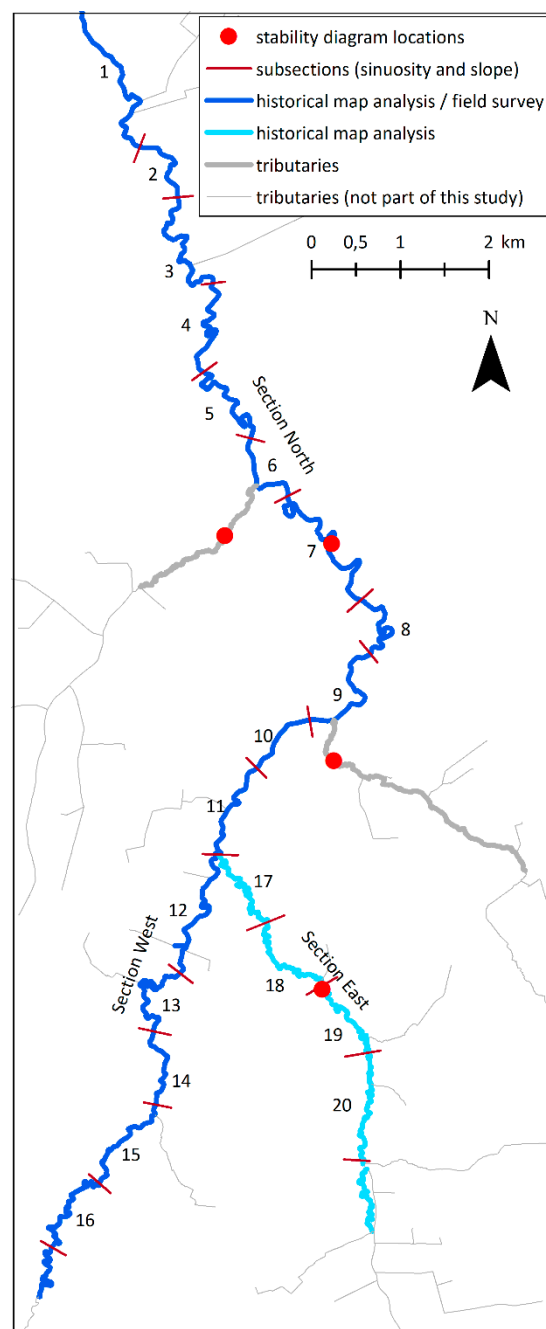 stability diagram locations
subsections (sinuosity and slope)
historical map analysis / field survey
historical map analysis
tributaries
tributaries (not part of this study)
0 0,5 1 2 km
N
1
2
3
4
5
Section North
6
7
8
9
10
11
17
12
Section West
18
Section East
13
19
14
20
15
16